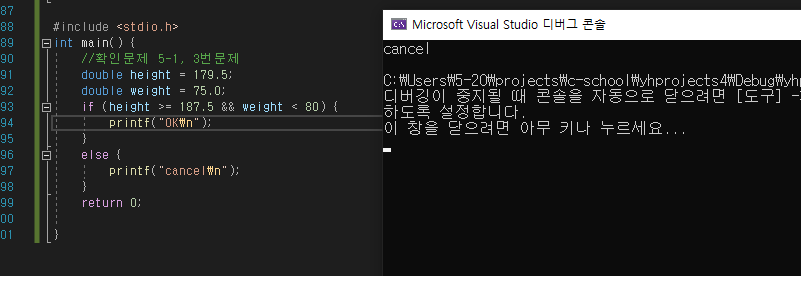 87
88 #include <stdio.h>
89 int main() {
90 //확인문제 5-1, 3번문제
91 double height = 179.5;
92 double weight = 75.0;
93 if (height >= 187.5 && weight < 80) {
94 printf("OK₩n");
95 }
96 else {
97 printf("cancel₩n");
98 }
99 return 0;
00
01 }
Microsoft Visual Studio 디버그 콘솔
cancel
C:₩Users₩5-20₩projects₩c-school₩yhprojects4₩Debug₩yhp
디버깅이 중지될 때 콘솔을 자동으로 닫으려면 [도구] -
하도록 설정합니다.
이 창을 닫으려면 아무 키나 누르세요...